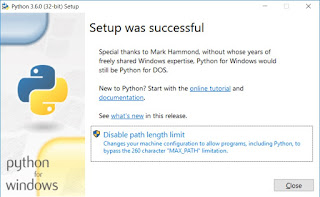 Python 3.6.0 (32-bit) Setup
Setup was successful
Special thanks to Mark Hammond, without whose years of
freely shared Windows expertise, Python for Windows would
still be Python for DOS.
New to Python? Start with the online tutorial and
documentation.
See what's new in this release.
Disable path length limit
Changes your machine configuration to allow programs, including Python, to
bypass the 260 character "MAX_PATH" limitation.
python
for
windows
Close